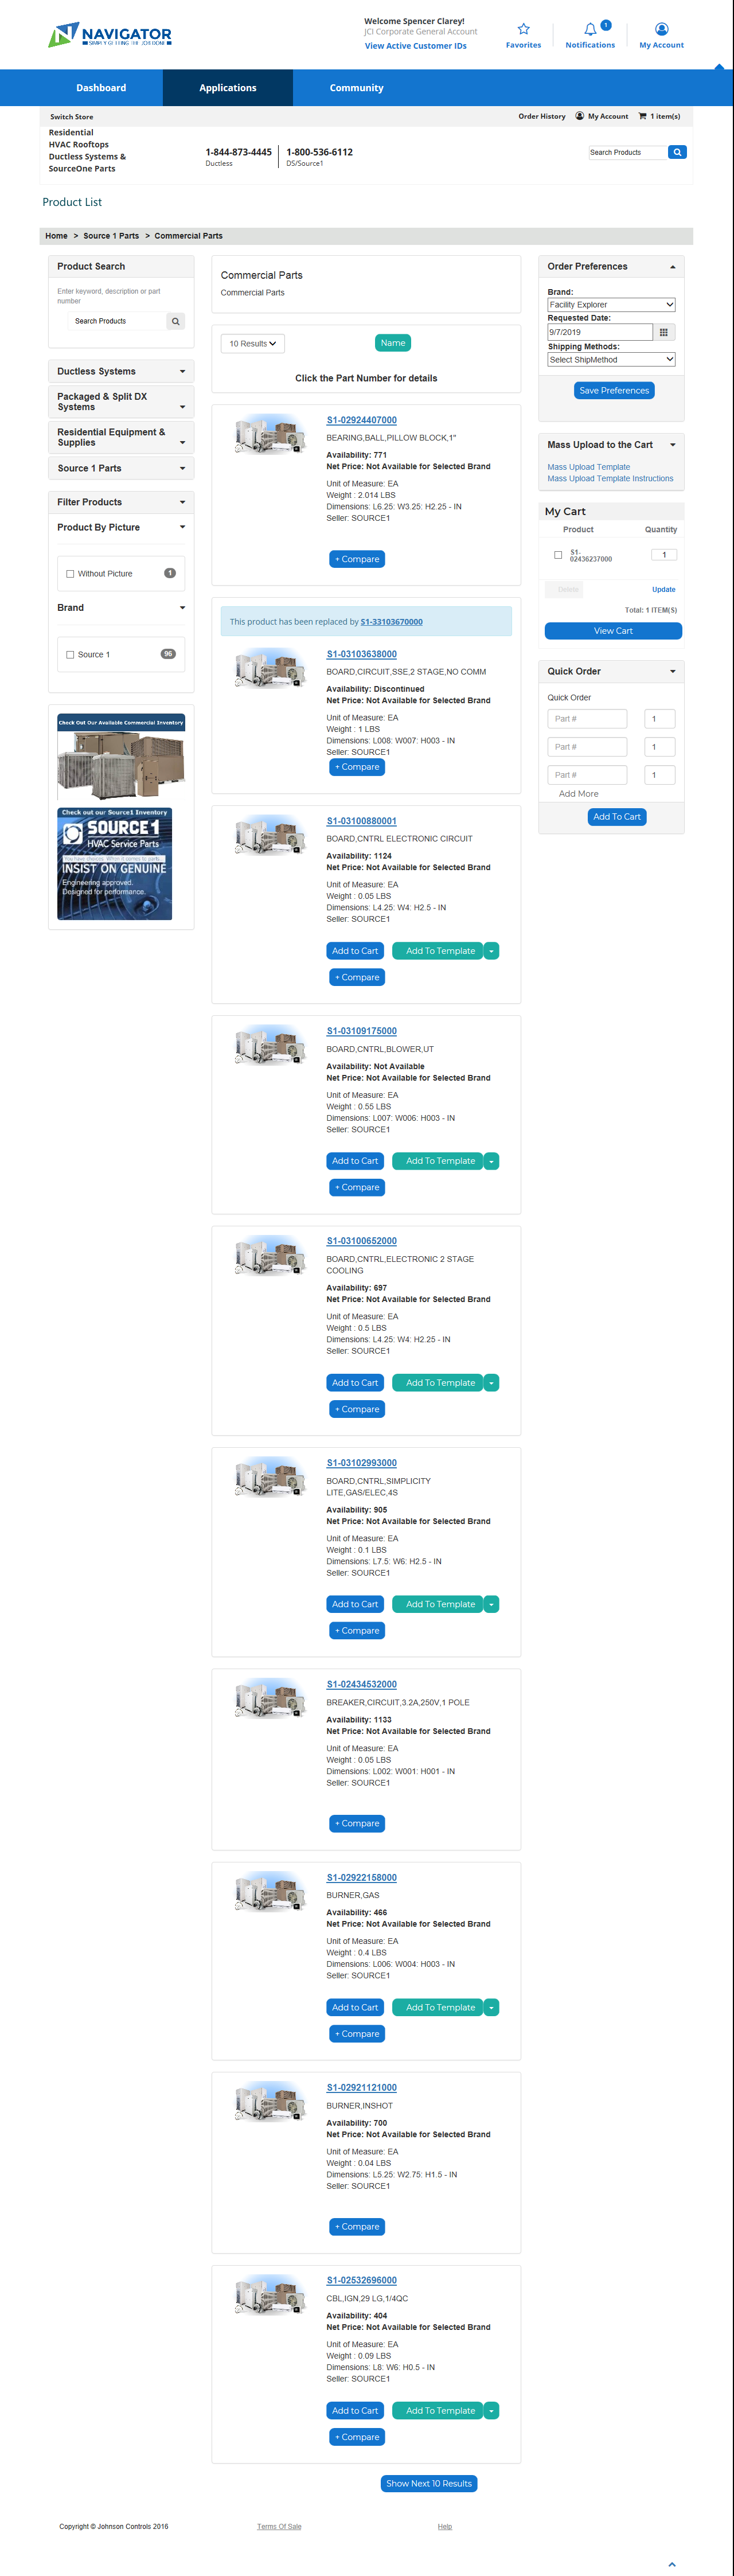 NAVIGATOR
SIMPLY GETTING THE JOB DONE!
Welcome Spencer Clarey!
JCI Corporate General Account
View Active Customer IDs
Favorites
1
Notifications
My Account
Dashboard
Applications
Community
Switch Store
Order History
My Account
1 item(s)
Residential
HVAC Rooftops
Ductless Systems &
SourceOne Parts
1-844-873-4445
Ductless
1-800-536-6112
DS/Source1
Search Products
Product List
Home > Source 1 Parts > Commercial Parts
Product Search
Enter keyword, description or part
number
Search Products
Ductless Systems
Packaged & Split DX
Systems
Residential Equipment &
Supplies
Source 1 Parts
Filter Products
Product By Picture
Without Picture 1
Brand
Source 1 96
Check Out Our Available Commercial Inventory
Check out our Source1 Inventory
SOURCE1
HVAC Service Parts
You have choices. When it comes to parts,
INSIST ON GENUINE
Engineering approved.
Designed for performance.
Commercial Parts
Commercial Parts
10 Results
Name
Click the Part Number for details
S1-02924407000
BEARING,BALL,PILLOW BLOCK,1"
Availability: 771
Net Price: Not Available for Selected Brand
Unit of Measure: EA
Weight : 2.014 LBS
Dimensions: L6.25: W3.25: H2.25 - IN
Seller: SOURCE1
+ Compare
This product has been replaced by S1-33103670000
S1-03103638000
BOARD,CIRCUIT,SSE,2 STAGE,NO COMM
Availability: Discontinued
Net Price: Not Available for Selected Brand
Unit of Measure: EA
Weight : 1 LBS
Dimensions: L008: W007: H003 - IN
Seller: SOURCE1
+ Compare
S1-03100880001
BOARD,CNTRL ELECTRONIC CIRCUIT
Availability: 1124
Net Price: Not Available for Selected Brand
Unit of Measure: EA
Weight : 0.05 LBS
Dimensions: L4.25: W4: H2.5 - IN
Seller: SOURCE1
Add to Cart
Add To Template
+ Compare
S1-03109175000
BOARD,CNTRL,BLOWER,UT
Availability: Not Available
Net Price: Not Available for Selected Brand
Unit of Measure: EA
Weight : 0.55 LBS
Dimensions: L007: W006: H003 - IN
Seller: SOURCE1
Add to Cart
Add To Template
+ Compare
S1-03100652000
BOARD,CNTRL,ELECTRONIC 2 STAGE
COOLING
Availability: 697
Net Price: Not Available for Selected Brand
Unit of Measure: EA
Weight : 0.5 LBS
Dimensions: L4.25: W4: H2.25 - IN
Seller: SOURCE1
Add to Cart
Add To Template
+ Compare
S1-03102993000
BOARD,CNTRL,SIMPLICITY
LITE,GAS/ELEC,4S
Availability: 905
Net Price: Not Available for Selected Brand
Unit of Measure: EA
Weight : 0.1 LBS
Dimensions: L7.5: W6: H2.5 - IN
Seller: SOURCE1
Add to Cart
Add To Template
+ Compare
S1-02434532000
BREAKER,CIRCUIT,3.2A,250V,1 POLE
Availability: 1133
Net Price: Not Available for Selected Brand
Unit of Measure: EA
Weight : 0.05 LBS
Dimensions: L002: W001: H001 - IN
Seller: SOURCE1
+ Compare
S1-02922158000
BURNER,GAS
Availability: 466
Net Price: Not Available for Selected Brand
Unit of Measure: EA
Weight : 0.4 LBS
Dimensions: L006: W004: H003 - IN
Seller: SOURCE1
Add to Cart
Add To Template
+ Compare
S1-02921121000
BURNER,INSHOT
Availability: 700
Net Price: Not Available for Selected Brand
Unit of Measure: EA
Weight : 0.04 LBS
Dimensions: L5.25: W2.75: H1.5 - IN
Seller: SOURCE1
+ Compare
S1-02532696000
CBL,IGN,29 LG,1/4QC
Availability: 404
Net Price: Not Available for Selected Brand
Unit of Measure: EA
Weight : 0.09 LBS
Dimensions: L8: W6: H0.5 - IN
Seller: SOURCE1
Add to Cart
Add To Template
+ Compare
Show Next 10 Results
Order Preferences
Brand:
Facility Explorer
Requested Date:
9/7/2019
Shipping Methods:
Select ShipMethod
Save Preferences
Mass Upload to the Cart
Mass Upload Template
Mass Upload Template Instructions
My Cart
Product Quantity
S1-
02436237000
1
Delete
Update
Total: 1 ITEM(S)
View Cart
Quick Order
Quick Order
Part # 1
Part # 1
Part # 1
Add More
Add To Cart
Copyright © Johnson Controls 2016
Terms Of Sale
Help